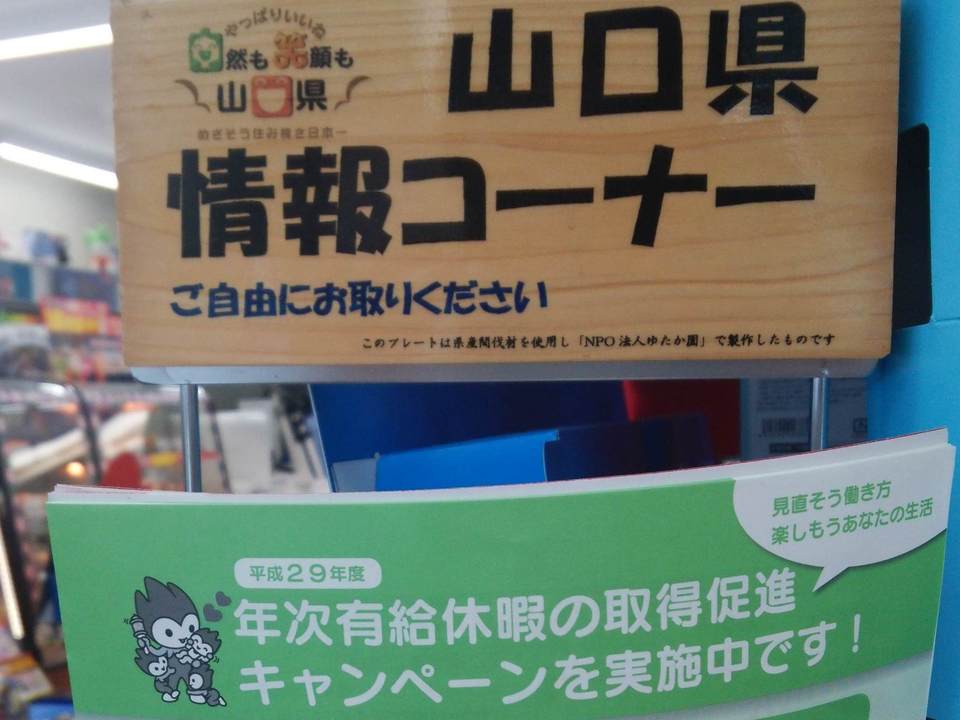 やっぱりいいね
自然も笑顔も
山口県
めざそう住み良さ日本一
山口県
情報コーナー
ご自由にお取りください
このプレートは県産間伐材を使用し「NPO 法人ゆたか園」で製作したものです
見直そう働き方
楽しもうあなたの生活
平成29年度
年次有給休暇の取得促進
キャンペーンを実施中です!